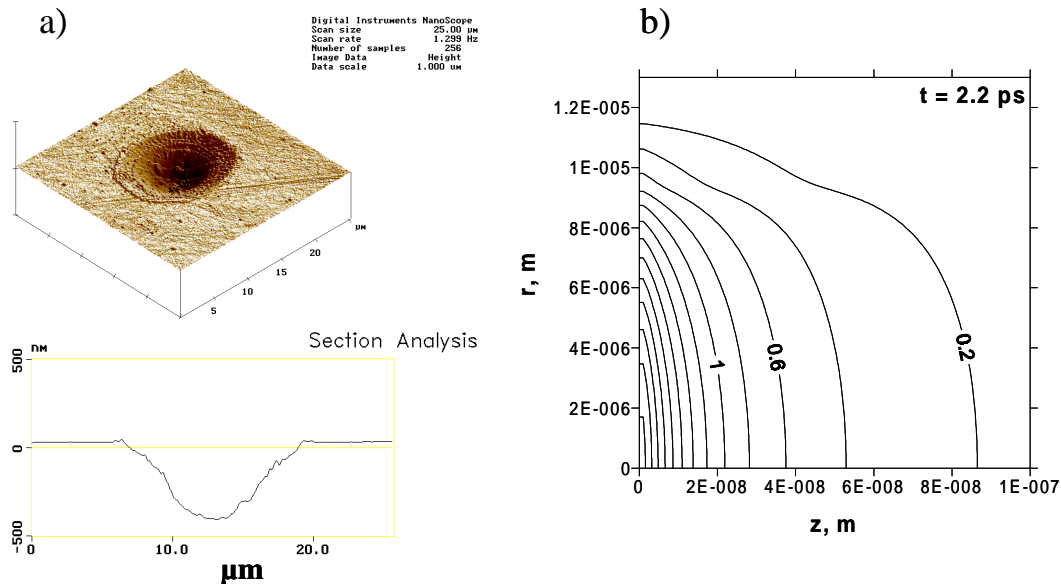 a)
Digital Instruments NanoScope
Scan size 25.00 µm
Scan rate 1.299 Hz
Number of samples 256
Image Data Height
Data scale 1.000 um
µm
20
15
10
5
Section Analysis
nM
500
0
-500
0
10.0
20.0
µm
b)
t = 2.2 ps
1.2E-005
1E-005
8E-006
6E-006
4E-006
2E-006
0
r, m
1
0.6
0.2
0
2E-008
4E-008
6E-008
8E-008
1E-007
z, m